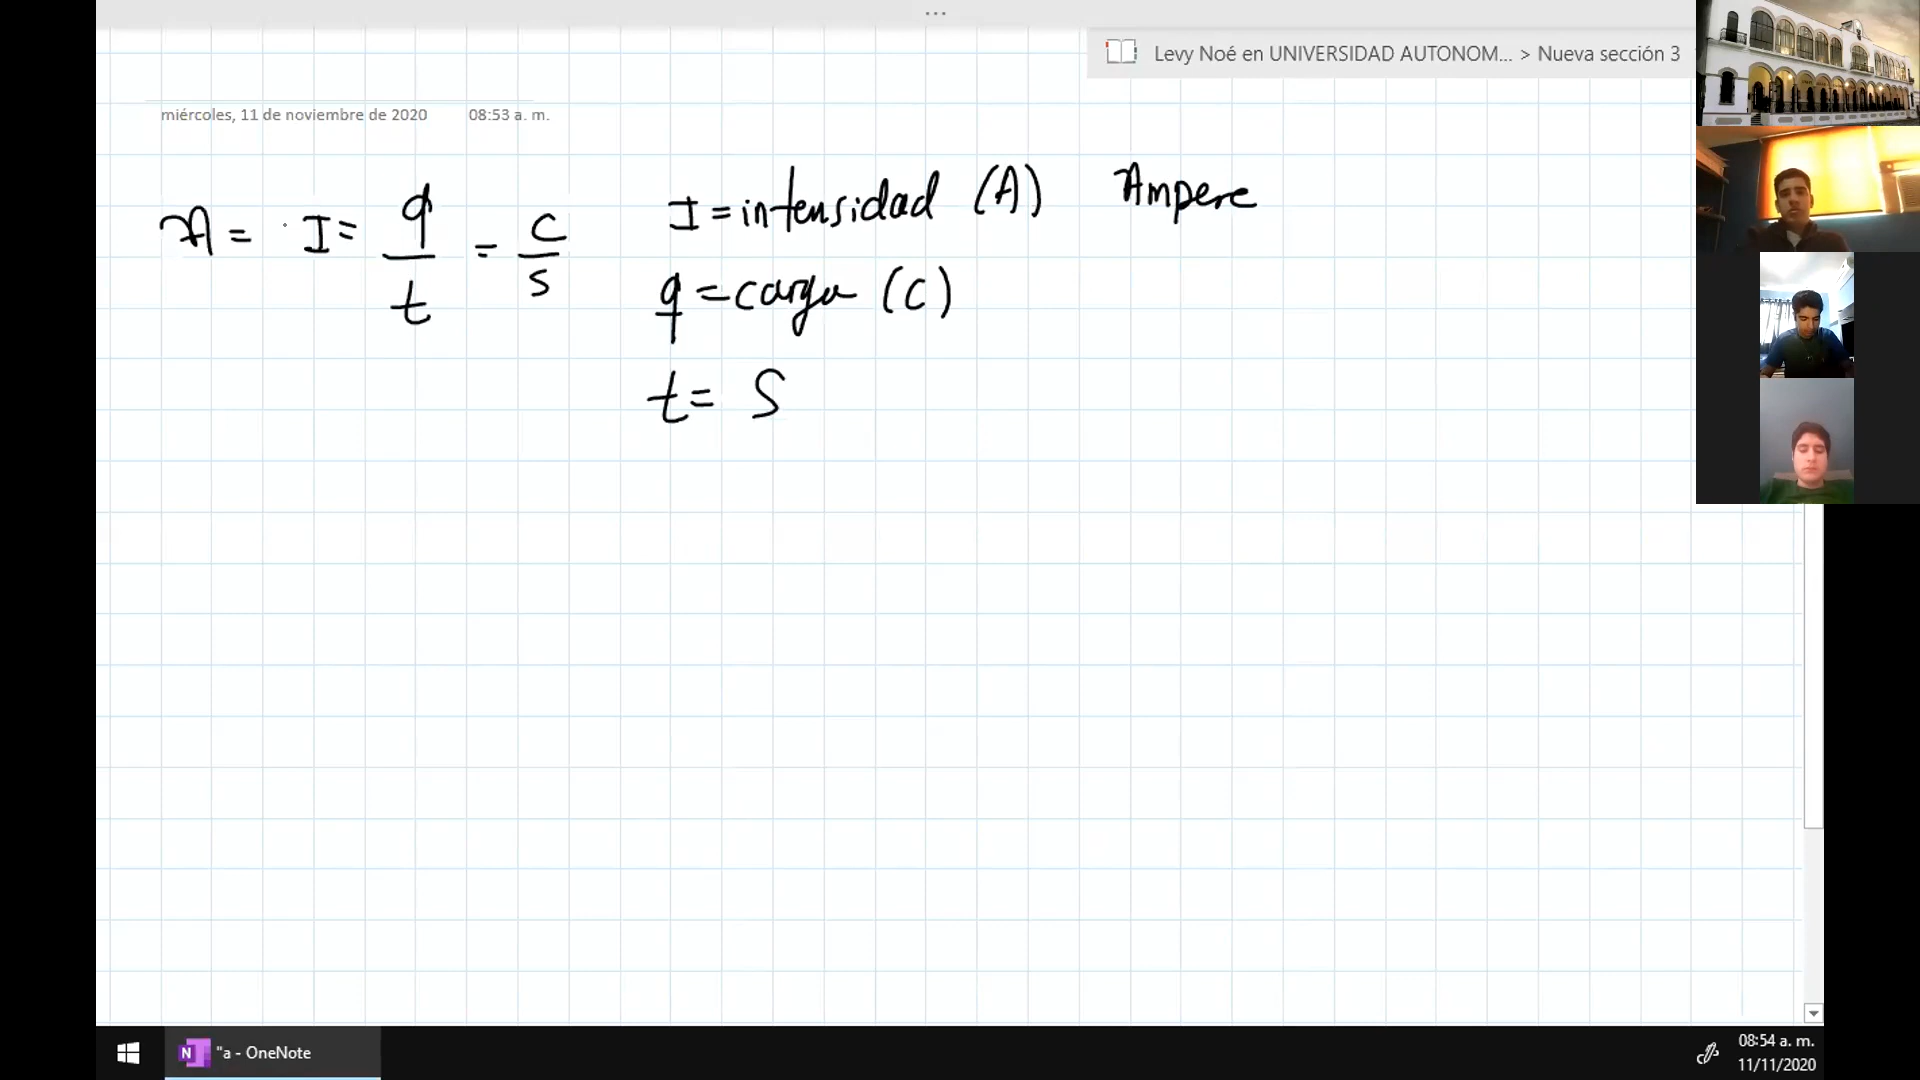 ...
Levy Noé en UNIVERSIDAD AUTONOM... > Nueva sección 3
miércoles, 11 de noviembre de 2020 08:53 a. m.
A = I = q/t = C/s
I = intensidad (A) Ampere
q = carga (C)
t = S
N "a - OneNote
08:54 a. m.
11/11/2020